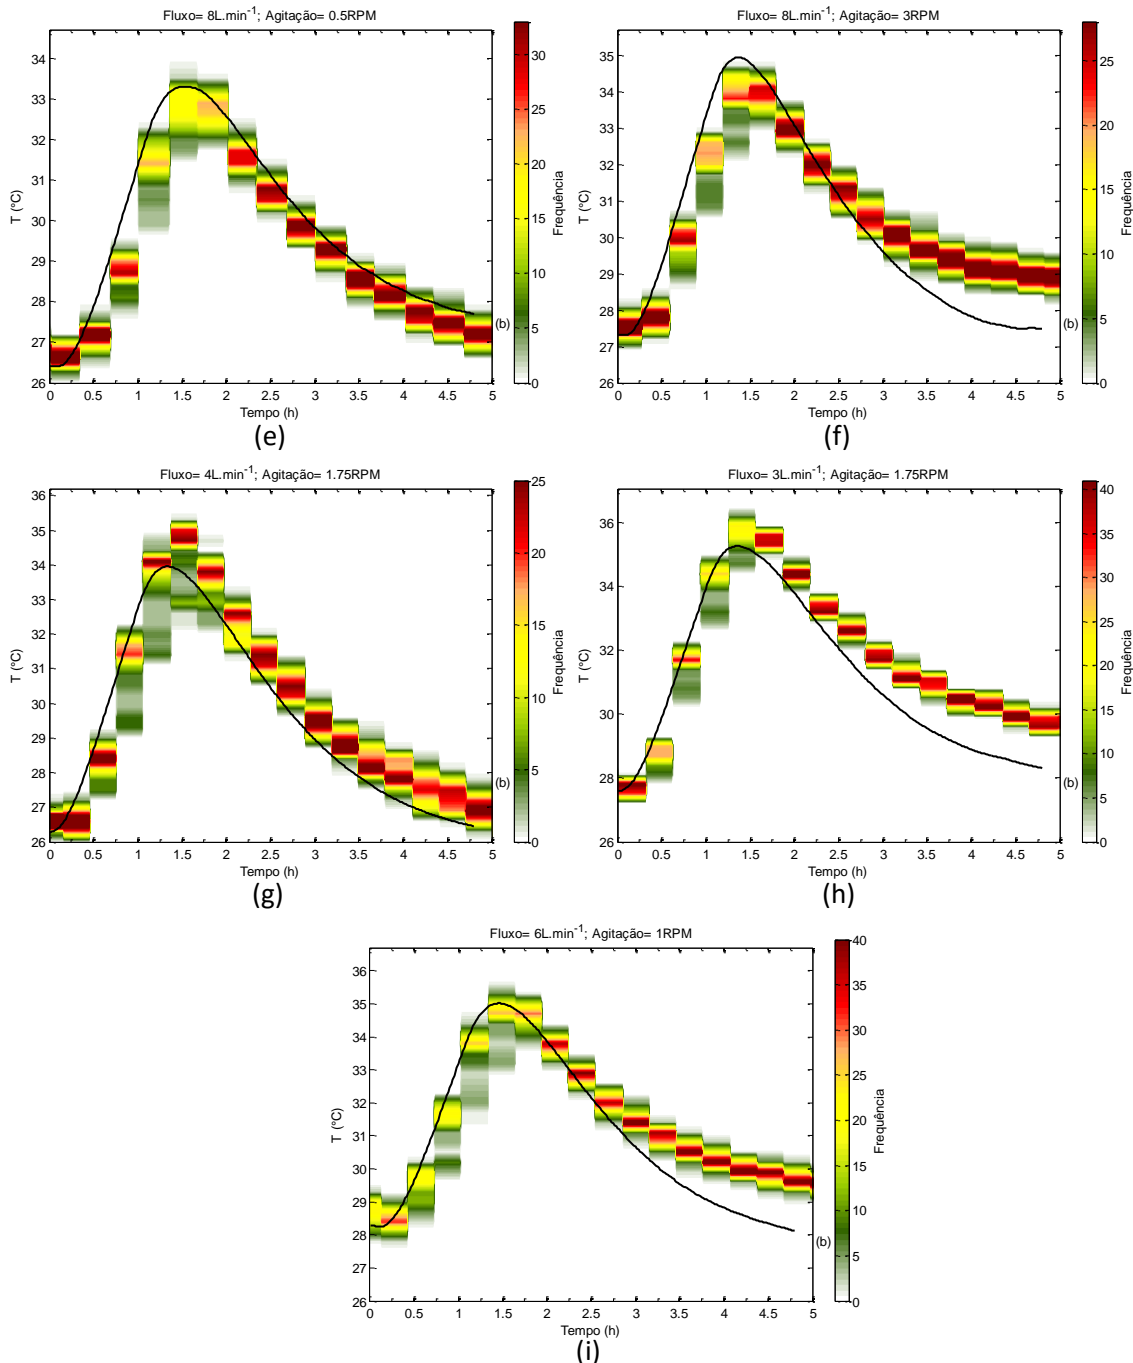 Fluxo= 8L.min⁻¹; Agitação= 0.5RPM
34
33
32
31
30
29
28
27
26
T (°C)
0 0.5 1 1.5 2 2.5 3 3.5 4 4.5 5
Tempo (h)
30
25
20
15
10
5
0
Frequência
(b)
(e)
Fluxo= 8L.min⁻¹; Agitação= 3RPM
35
34
33
32
31
30
29
28
27
26
T (°C)
0 0.5 1 1.5 2 2.5 3 3.5 4 4.5 5
Tempo (h)
25
20
15
10
5
0
Frequência
(b)
(f)
Fluxo= 4L.min⁻¹; Agitação= 1.75RPM
36
35
34
33
32
31
30
29
28
27
26
T (°C)
0 0.5 1 1.5 2 2.5 3 3.5 4 4.5 5
Tempo (h)
25
20
15
10
5
0
Frequência
(b)
(g)
Fluxo= 3L.min⁻¹; Agitação= 1.75RPM
36
34
32
30
28
26
T (°C)
0 0.5 1 1.5 2 2.5 3 3.5 4 4.5 5
Tempo (h)
40
35
30
25
20
15
10
5
0
Frequência
(b)
(h)
Fluxo= 6L.min⁻¹; Agitação= 1RPM
36
35
34
33
32
31
30
29
28
27
26
T (°C)
0 0.5 1 1.5 2 2.5 3 3.5 4 4.5 5
Tempo (h)
40
35
30
25
20
15
10
5
0
Frequência
(b)
(i)